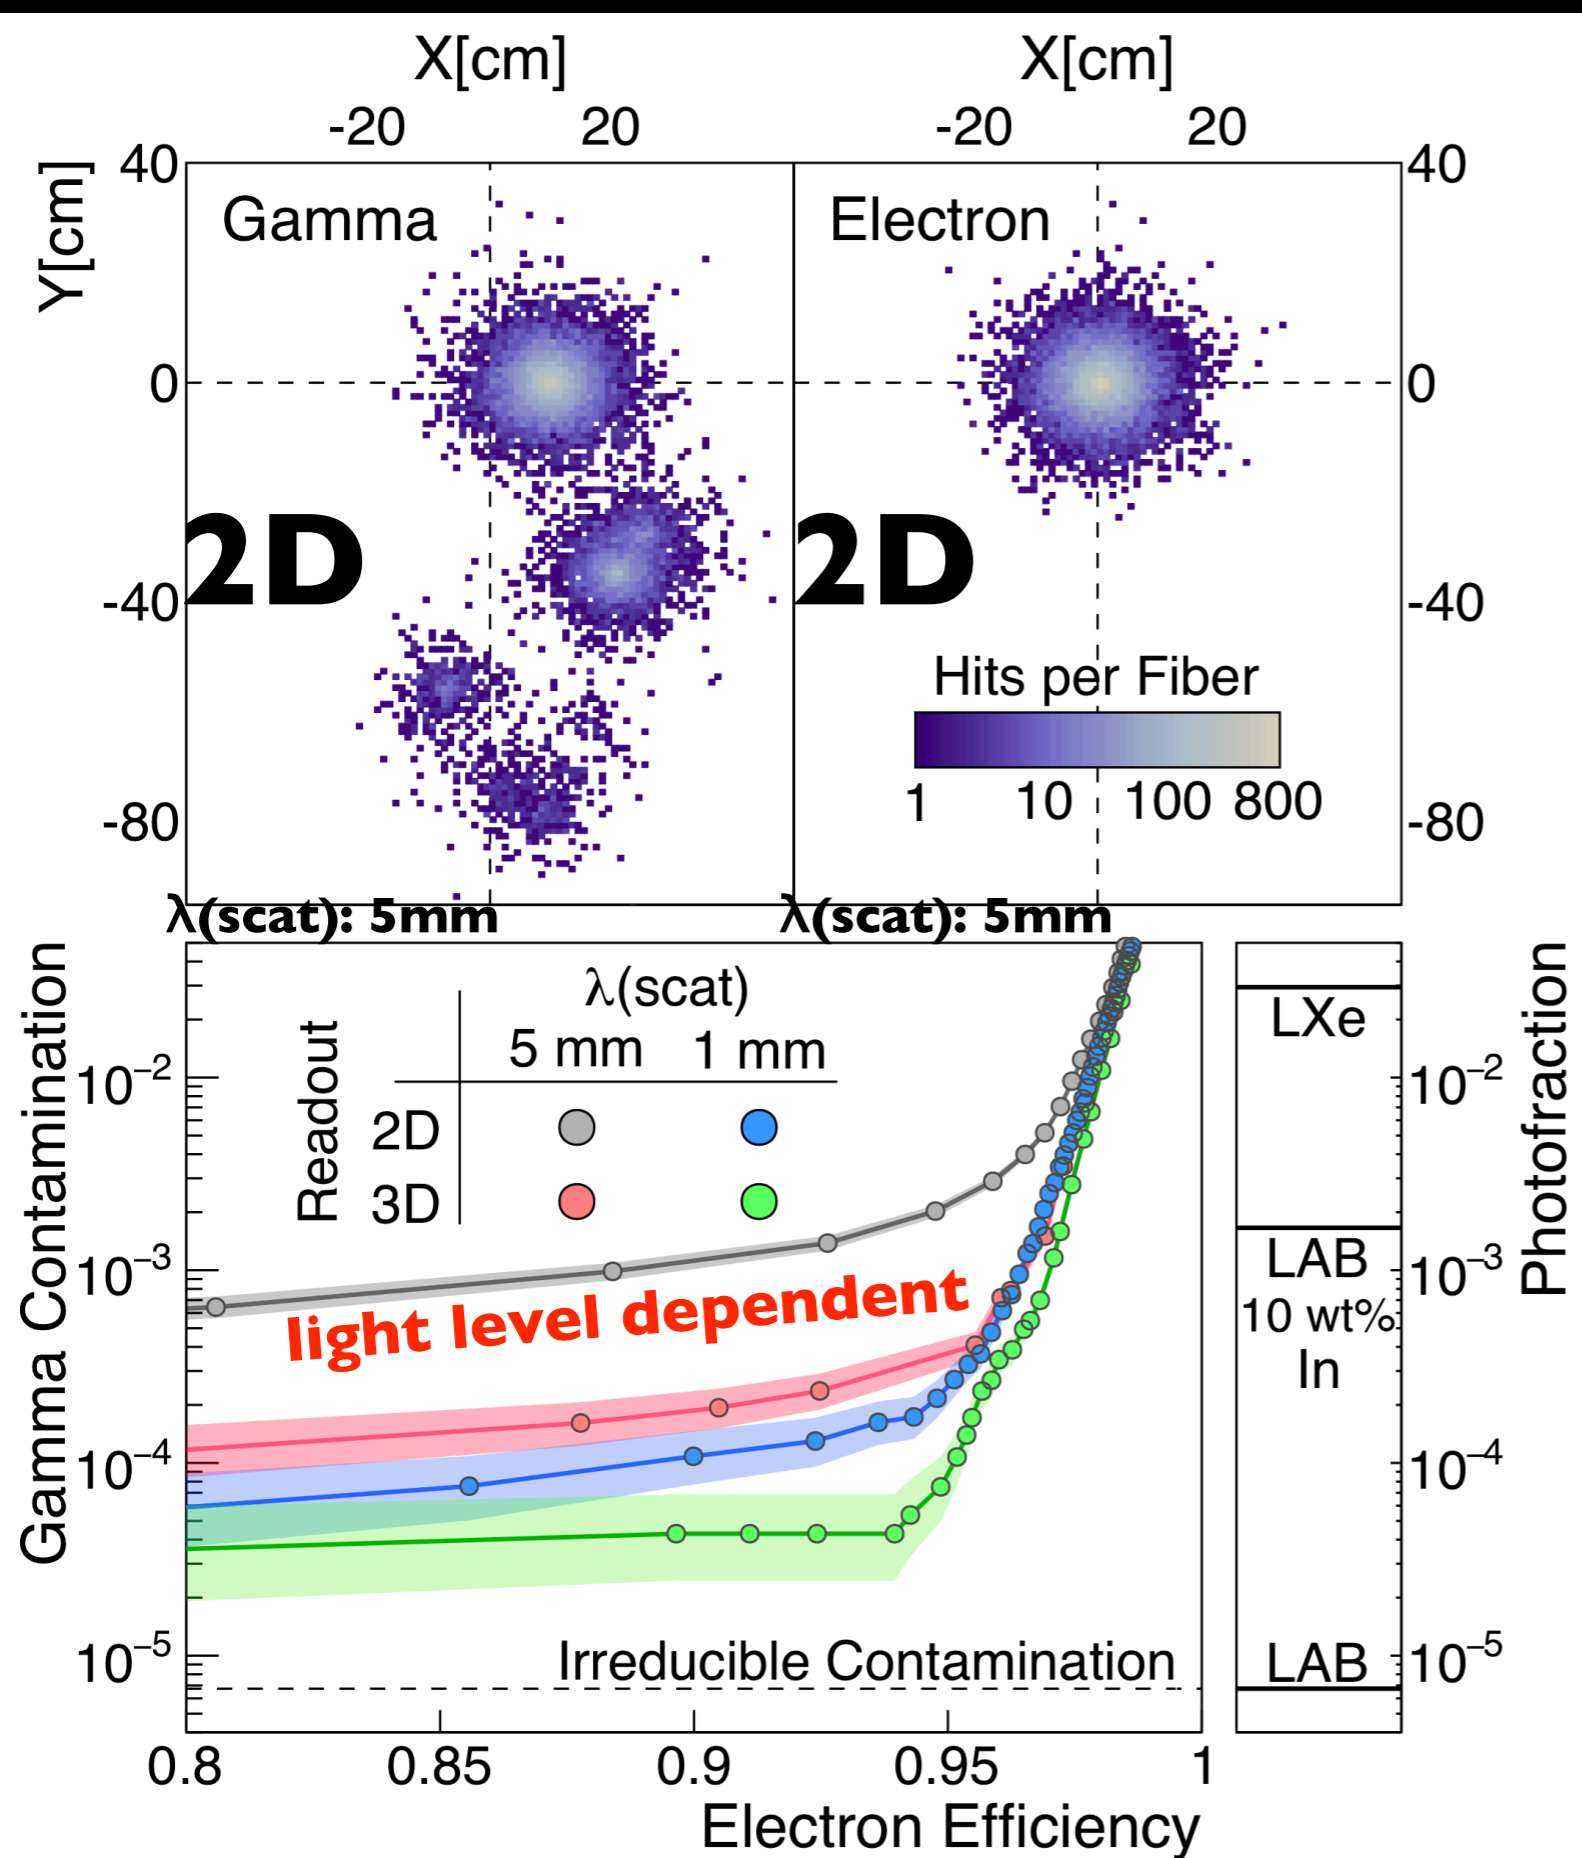 X[cm] X[cm]
-20 20 -20 20
Y[cm]
40 40
Gamma Electron
0 0
2D 2D
-40 -40
Hits per Fiber
1 10 100 800
-80 -80
λ(scat): 5mm λ(scat): 5mm
Gamma Contamination
Photofraction
λ(scat)
Readout
5 mm 1 mm
2D
3D
LXe
10⁻² 10⁻²
LAB
10⁻³ 10⁻³
10 wt%
In
light level dependent
10⁻⁴ 10⁻⁴
Irreducible Contamination
LAB
10⁻⁵ 10⁻⁵
0.8 0.85 0.9 0.95 1
Electron Efficiency